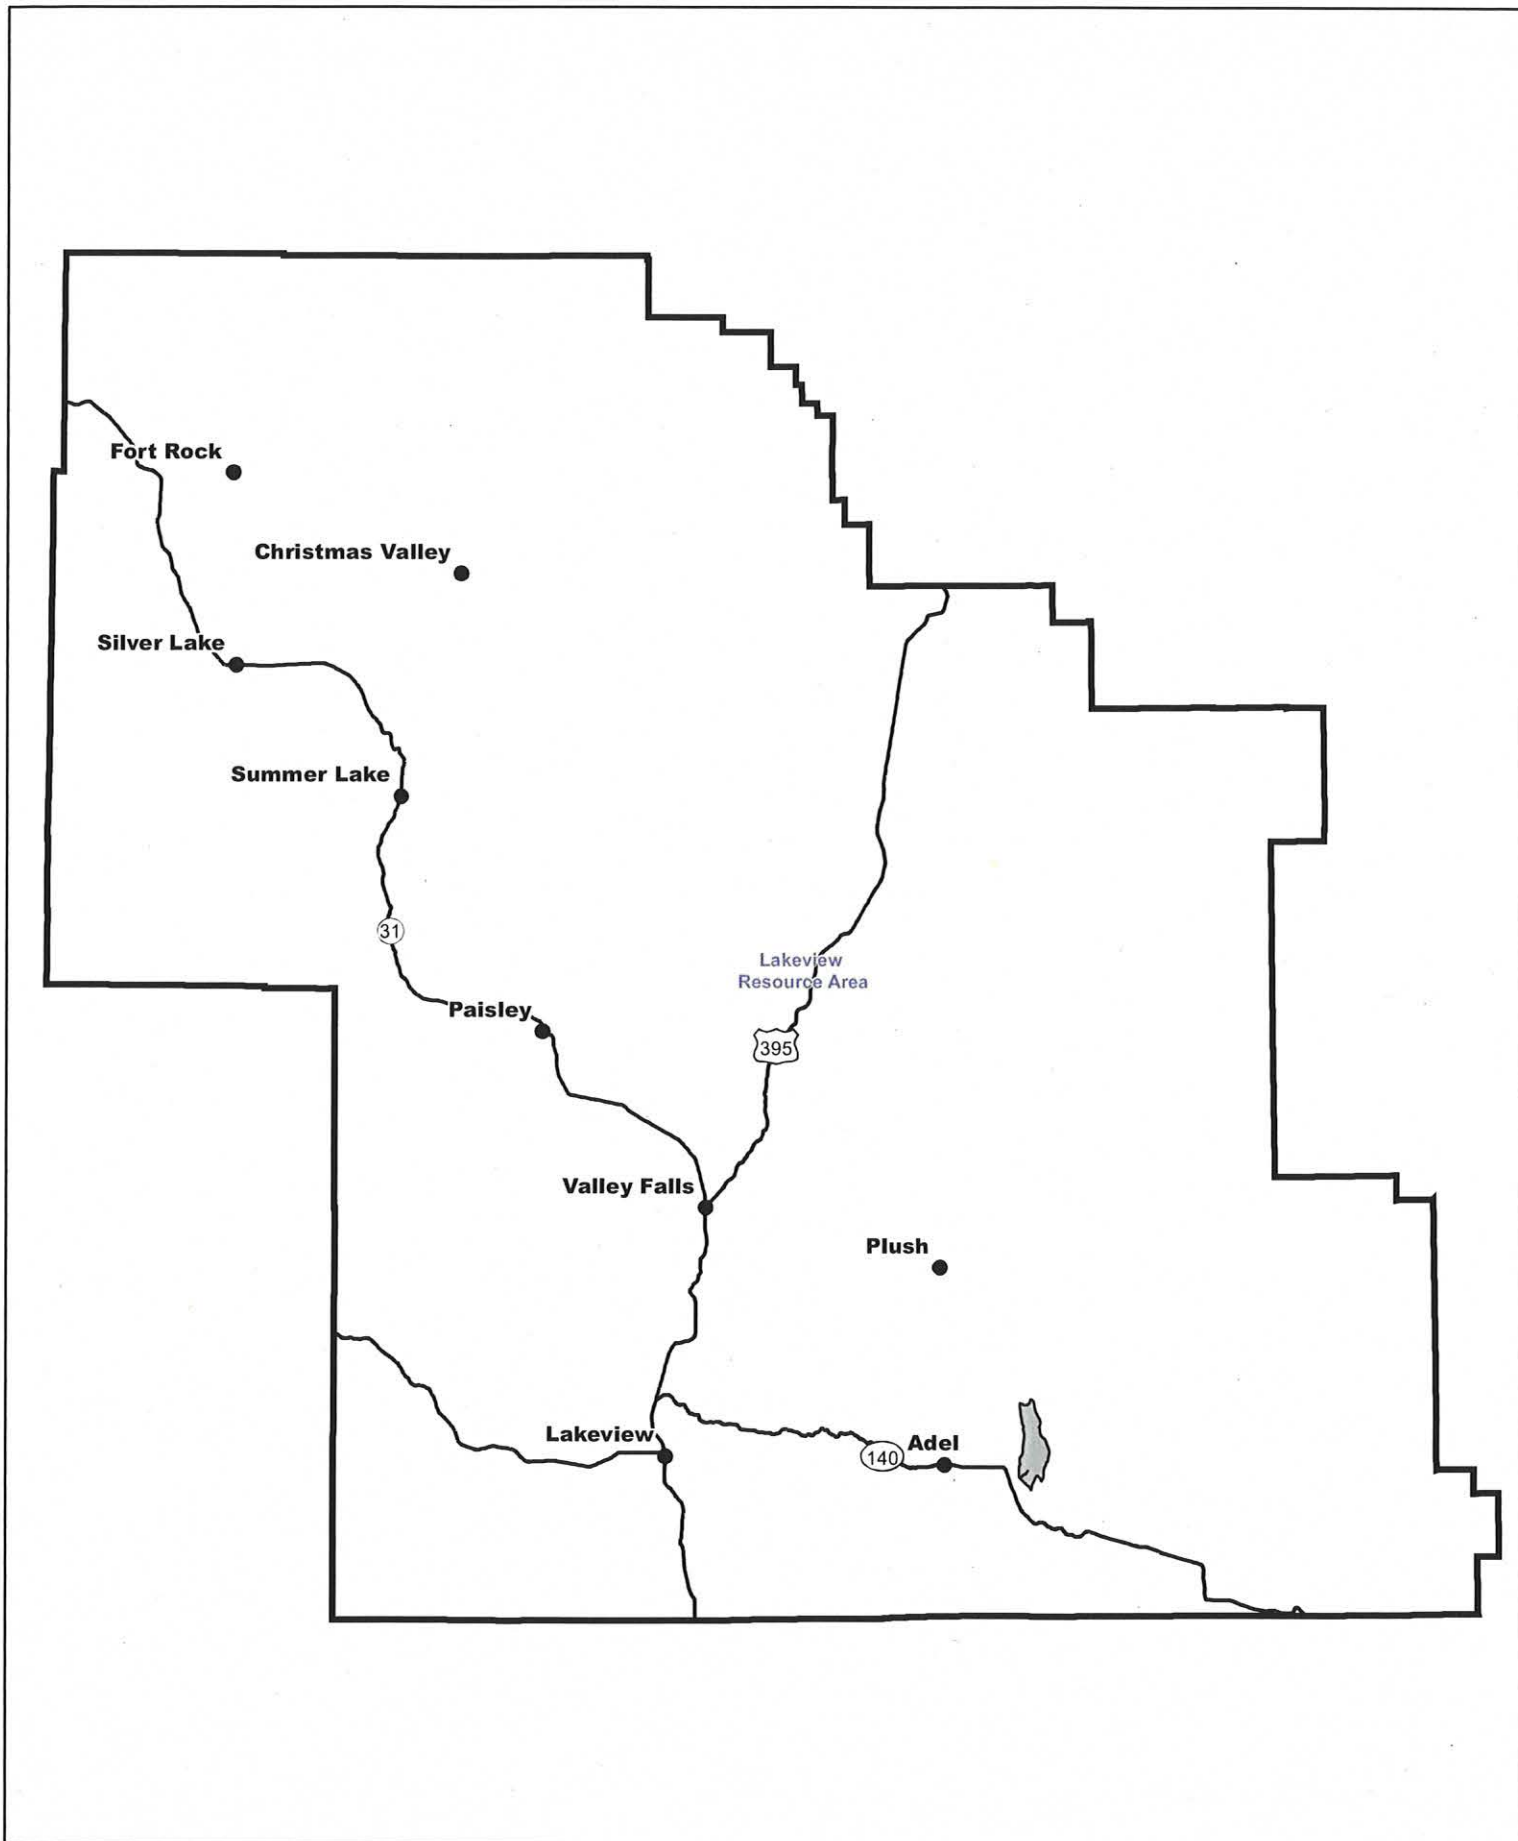 Fort Rock
Christmas Valley
Silver Lake
Summer Lake
31
Lakeview
Resource Area
Paisley
395
Valley Falls
Plush
Lakeview
Adel
140